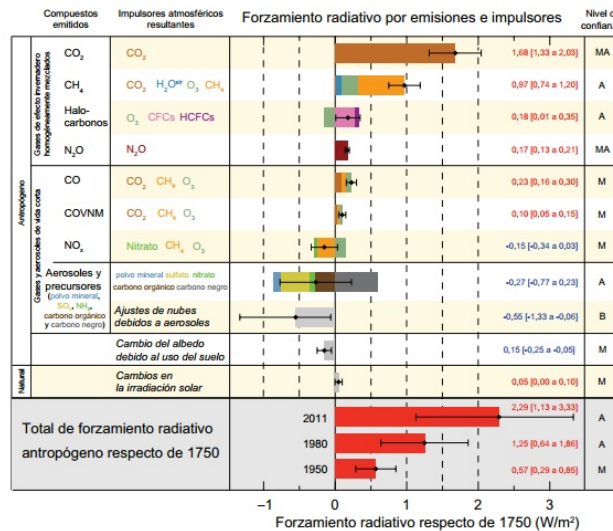 Compuestos emitidos
Impulsores atmosféricos resultantes
Forzamiento radiativo por emisiones e impulsores
Nivel d
confian
Antropógeno
Gases de efecto invernadero homogéneamente mezclados
CO₂ CO₂ 1,68 [1,33 a 2,03] MA
CH₄ CO₂ H₂Oᵉˢᵗʳ O₃ CH₄ 0,97 [0,74 a 1,20] A
Halo-carbonos O₃ CFCs HCFCs 0,18 [0,01 a 0,35] A
N₂O N₂O 0,17 [0,13 a 0,21] MA
Gases y aerosoles de vida corta
CO CO₂ CH₄ O₃ 0,23 [0,16 a 0,30] M
COVNM CO₂ CH₄ O₃ 0,10 [0,05 a 0,15] M
NOₓ Nitrato CH₄ O₃ -0,15 [-0,34 a 0,03] M
Aerosoles y precursores
(polvo mineral,
SO₂, NH₃,
carbono orgánico
y carbono negro)
polvo mineral sulfato nitrato
carbono orgánico carbono negro
-0,27 [-0,77 a 0,23] A
Ajustes de nubes
debidos a aerosoles
-0,55 [-1,33 a -0,06] B
Cambio del albedo
debido al uso del suelo
0,15 [-0,25 a -0,05] M
Natural
Cambios en
la irradiación solar
0,05 [0,00 a 0,10] M
Total de forzamiento radiativo
antropógeno respecto de 1750
2011 2,29 [1,13 a 3,33] A
1980 1,25 [0,64 a 1,86] A
1950 0,57 [0,29 a 0,85] M
−1 0 1 2 3
Forzamiento radiativo respecto de 1750 (W/m²)